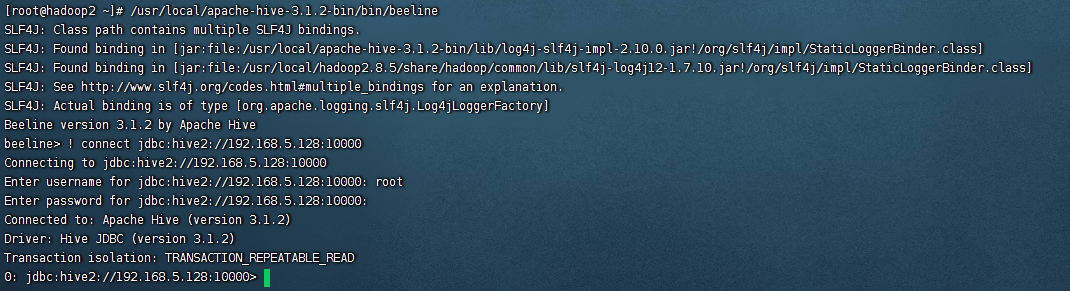 [root@hadoop2 ~]# /usr/local/apache-hive-3.1.2-bin/bin/beeline
SLF4J: Class path contains multiple SLF4J bindings.
SLF4J: Found binding in [jar:file:/usr/local/apache-hive-3.1.2-bin/lib/log4j-slf4j-impl-2.10.0.jar!/org/slf4j/impl/StaticLoggerBinder.class]
SLF4J: Found binding in [jar:file:/usr/local/hadoop2.8.5/share/hadoop/common/lib/slf4j-log4j12-1.7.10.jar!/org/slf4j/impl/StaticLoggerBinder.class]
SLF4J: See http://www.slf4j.org/codes.html#multiple_bindings for an explanation.
SLF4J: Actual binding is of type [org.apache.logging.slf4j.Log4jLoggerFactory]
Beeline version 3.1.2 by Apache Hive
beeline> ! connect jdbc:hive2://192.168.5.128:10000
Connecting to jdbc:hive2://192.168.5.128:10000
Enter username for jdbc:hive2://192.168.5.128:10000: root
Enter password for jdbc:hive2://192.168.5.128:10000:
Connected to: Apache Hive (version 3.1.2)
Driver: Hive JDBC (version 3.1.2)
Transaction isolation: TRANSACTION_REPEATABLE_READ
0: jdbc:hive2://192.168.5.128:10000>